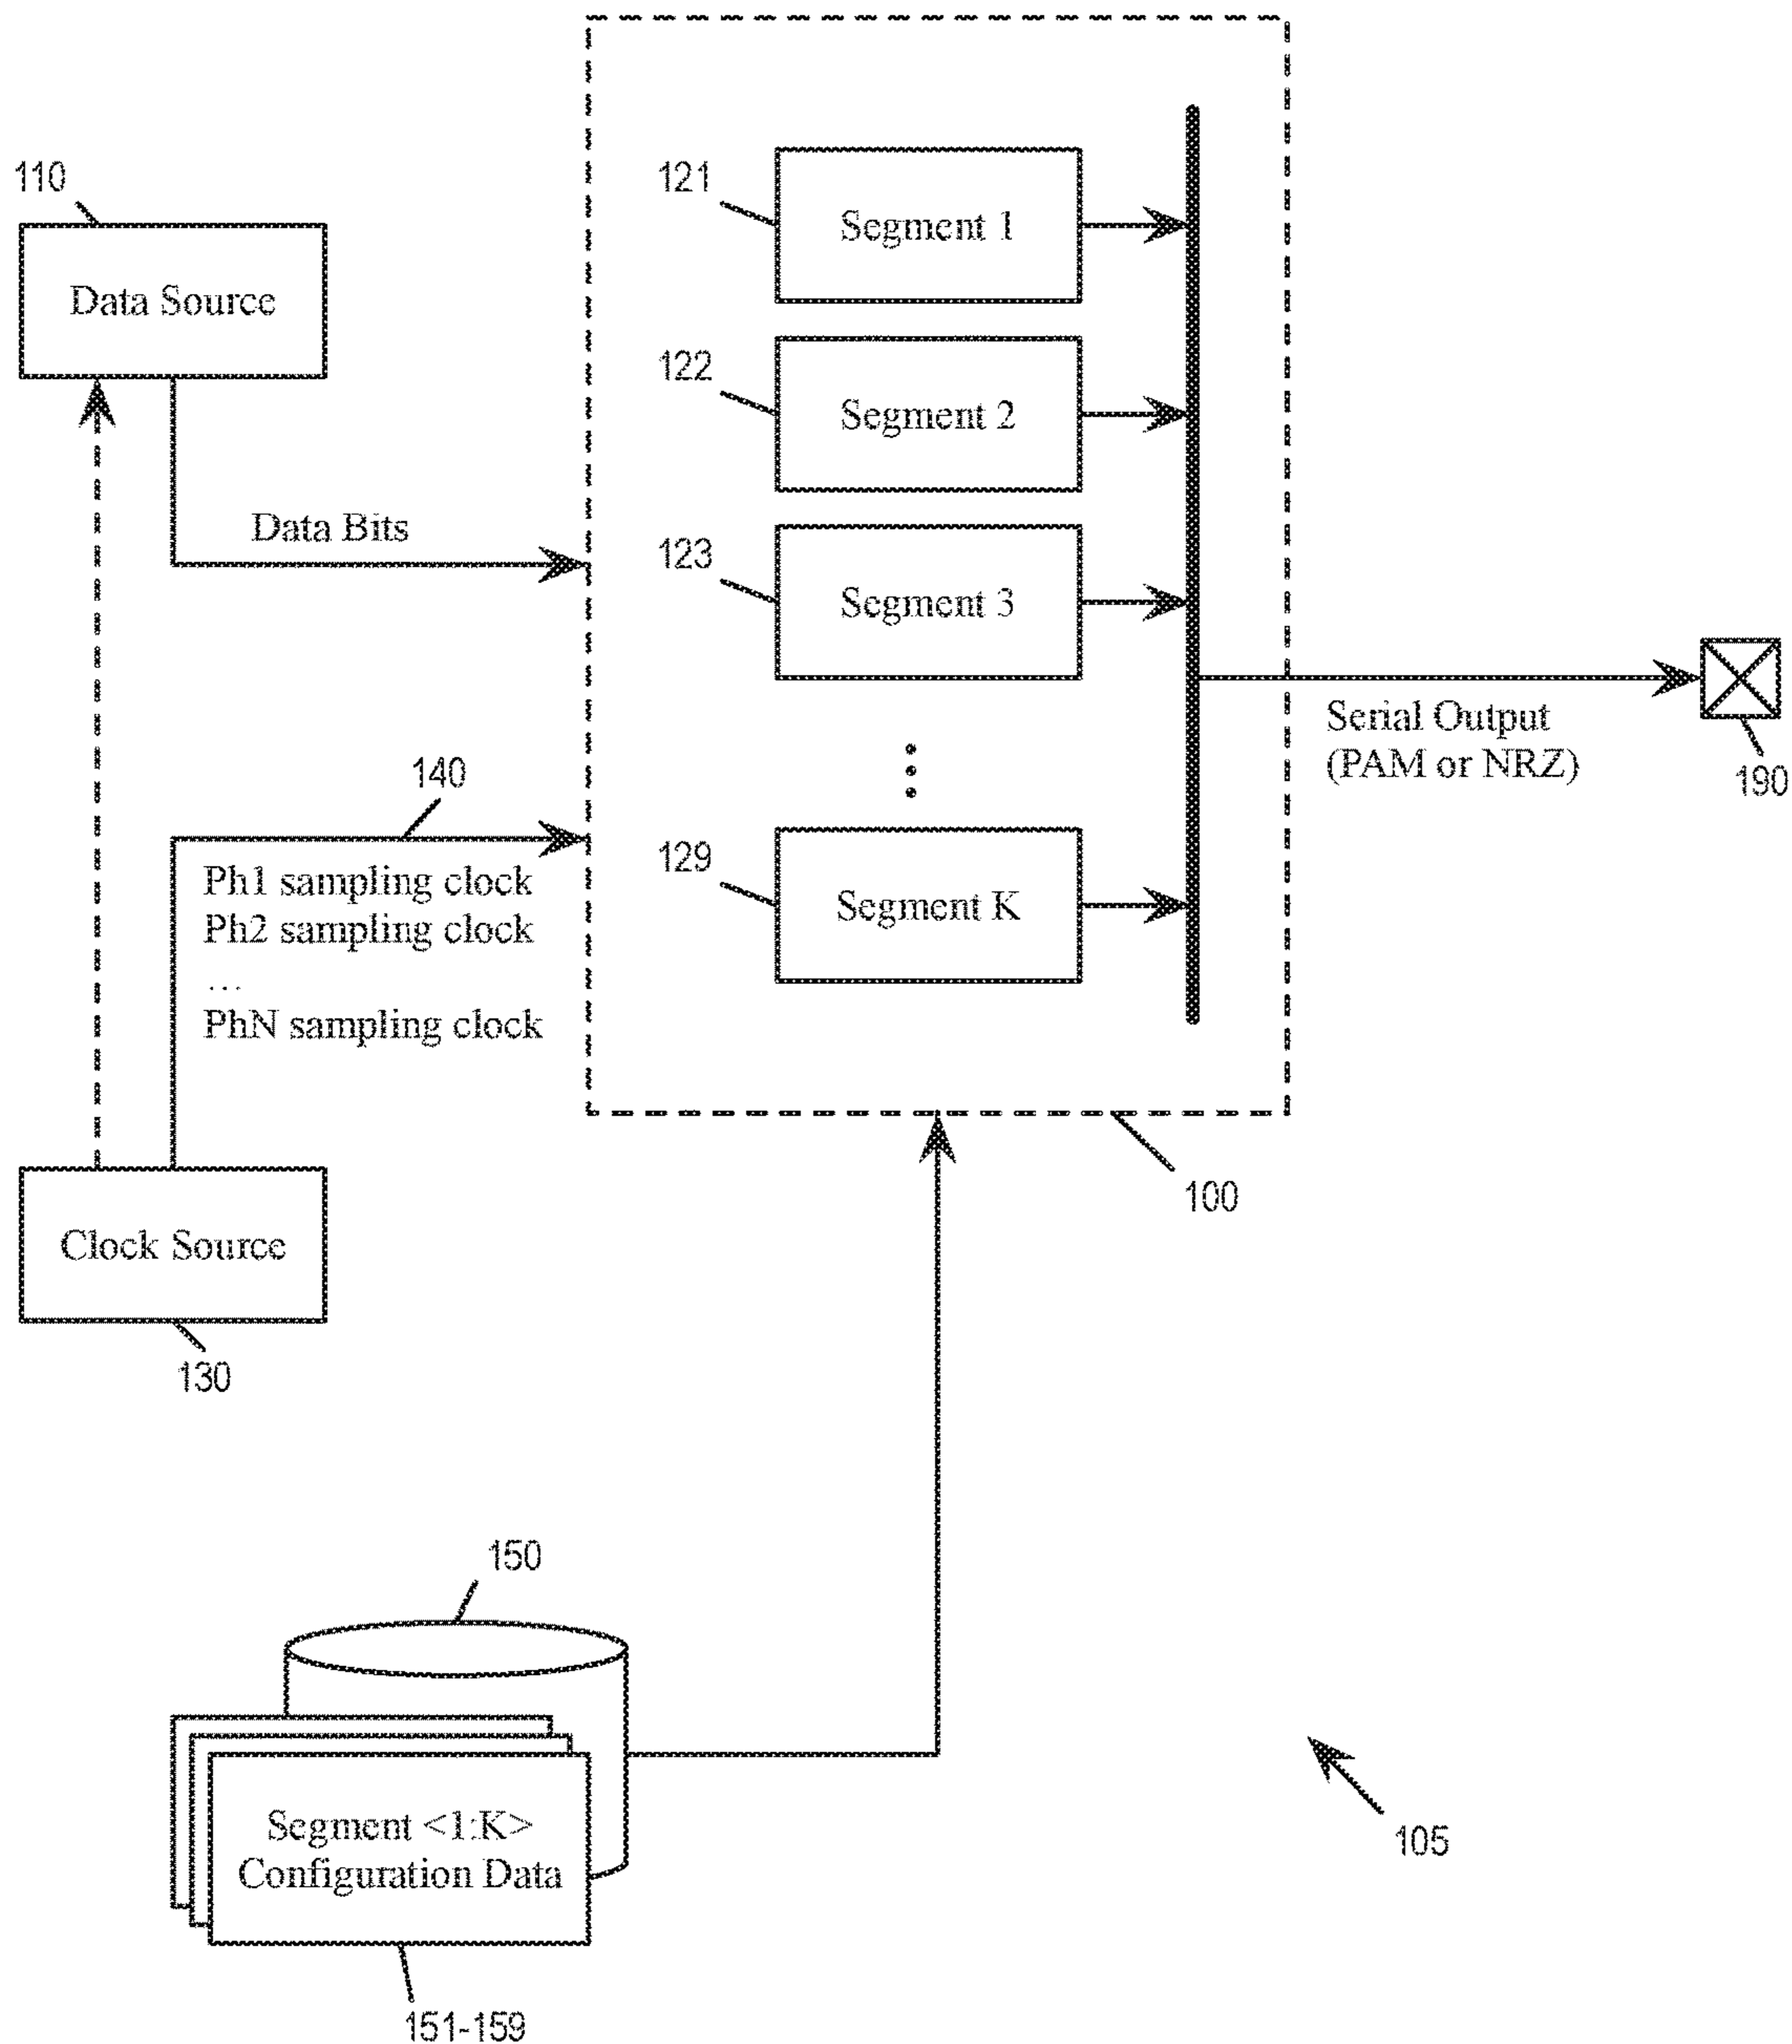 110
Data Source
Data Bits
121
Segment 1
122
Segment 2
123
Segment 3
129
Segment K
Serial Output
(PAM or NRZ)
190
140
Ph1 sampling clock
Ph2 sampling clock
...
PhN sampling clock
100
Clock Source
130
150
Segment <1:K>
Configuration Data
151-159
105